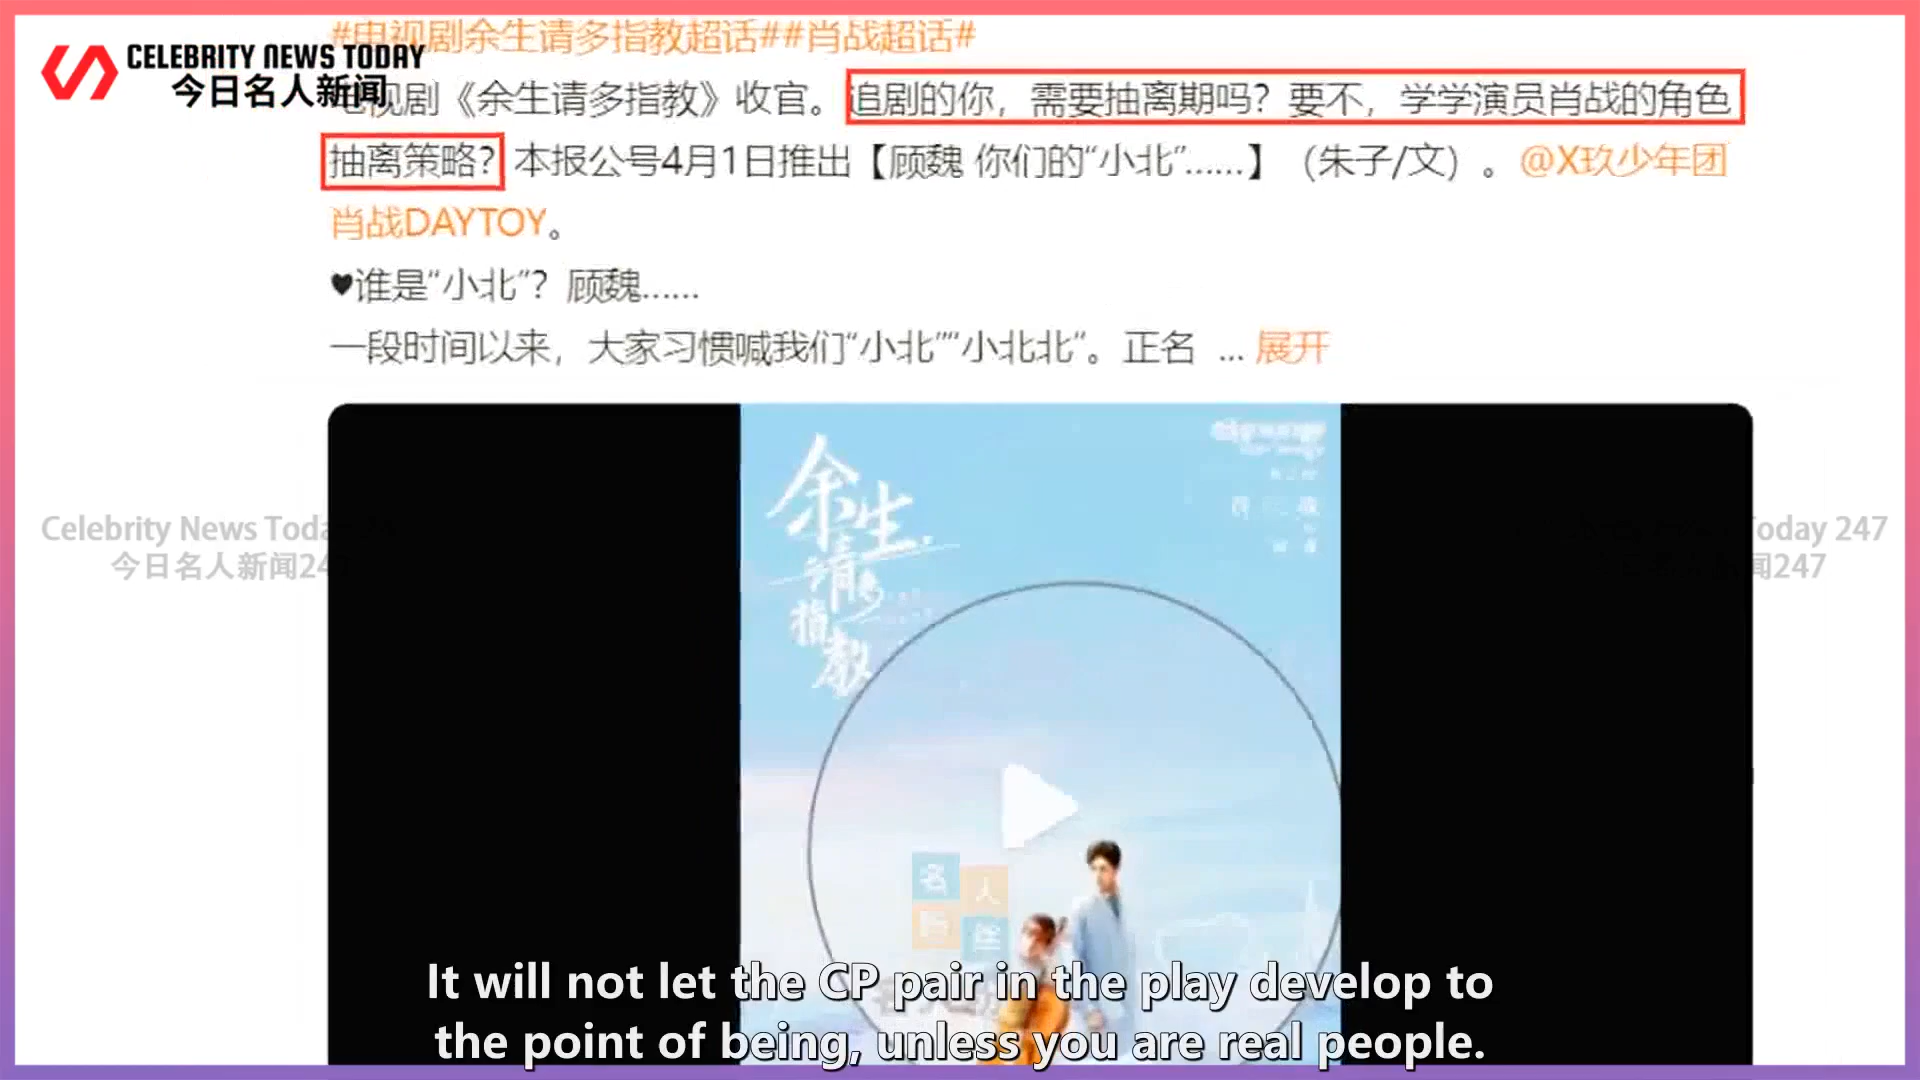 #电视剧余生请多指教超话##肖战超话#
CELEBRITY NEWS TODAY
今日名人新闻
电视剧《余生请多指教》收官。追剧的你，需要抽离期吗？要不，学学演员肖战的角色
抽离策略？本报公号4月1日推出【顾魏 你们的“小北”……】（朱子/文）。@X玖少年团
肖战DAYTOY。
♥谁是“小北”？顾魏……
一段时间以来，大家习惯喊我们“小北”“小北北”。正名 ... 展开
余生
请多
指教
Celebrity News Today 24
今日名人新闻24
Today 247
闻247
名人
It will not let the CP pair in the play develop to
the point of being, unless you are real people.